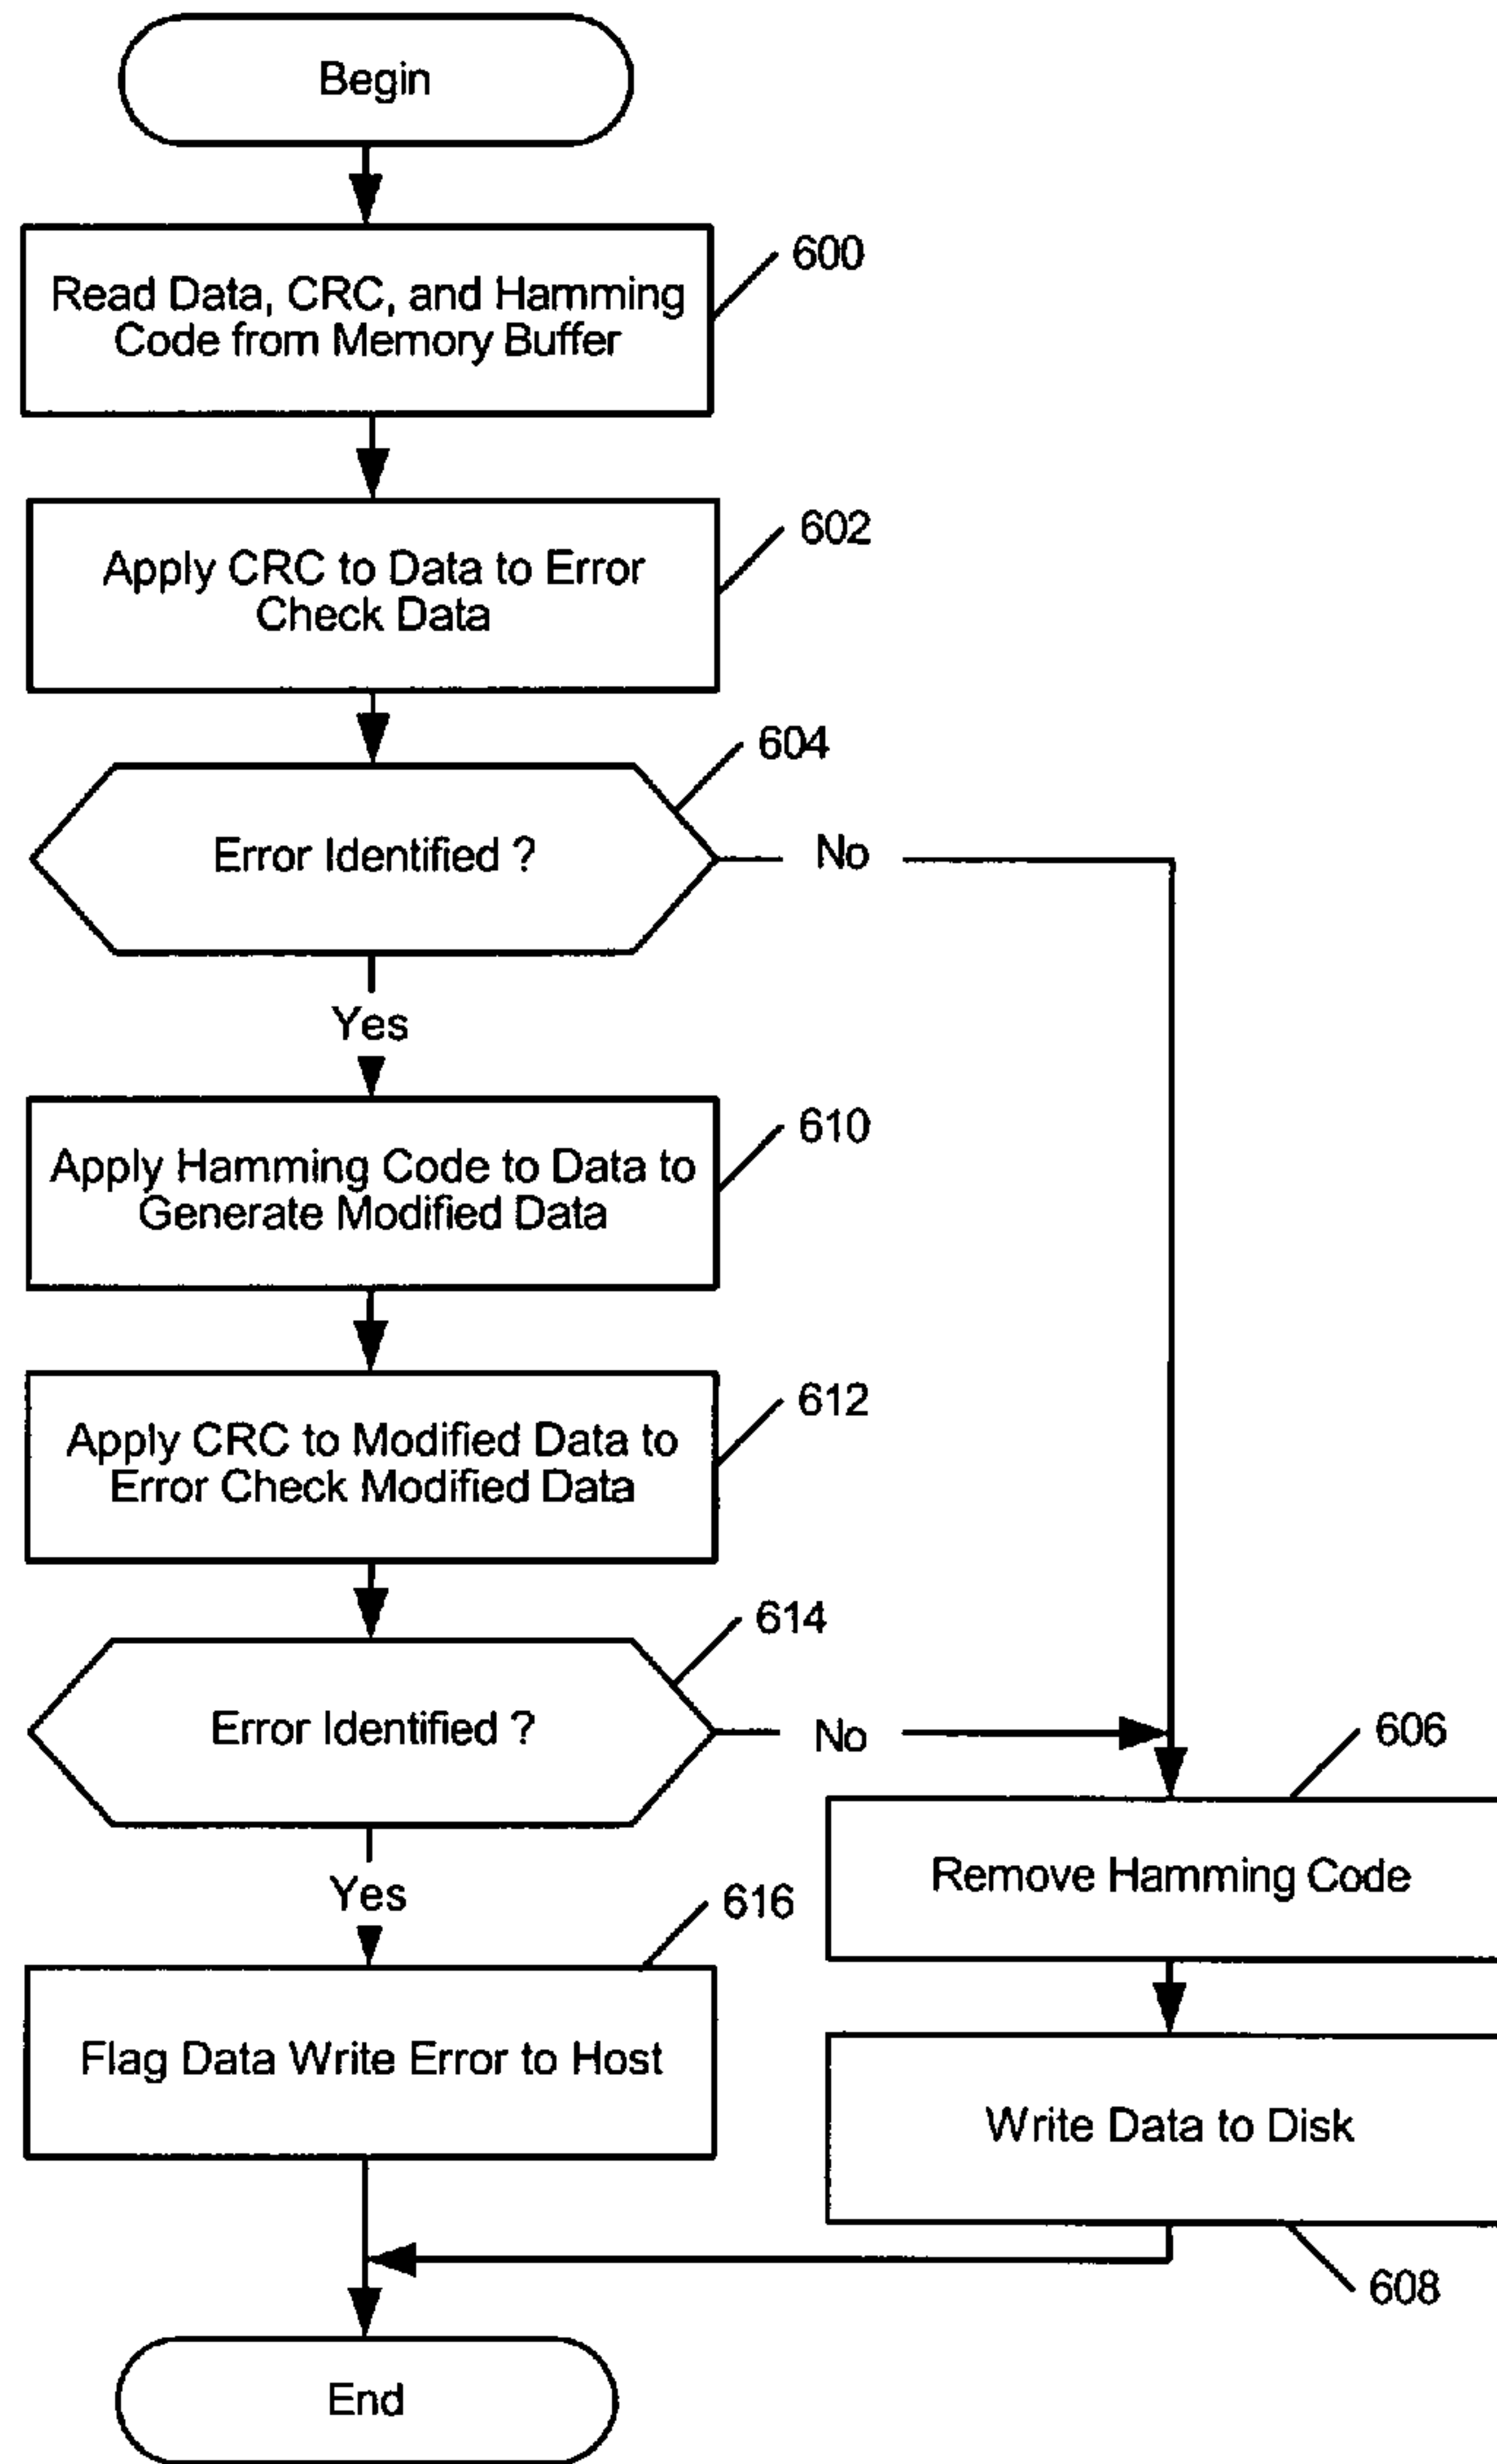 Begin
600
Read Data, CRC, and Hamming
Code from Memory Buffer
602
Apply CRC to Data to Error
Check Data
604
Error Identified ?
No
Yes
610
Apply Hamming Code to Data to
Generate Modified Data
612
Apply CRC to Modified Data to
Error Check Modified Data
614
Error Identified ?
No
606
Remove Hamming Code
Yes
616
Flag Data Write Error to Host
Write Data to Disk
608
End